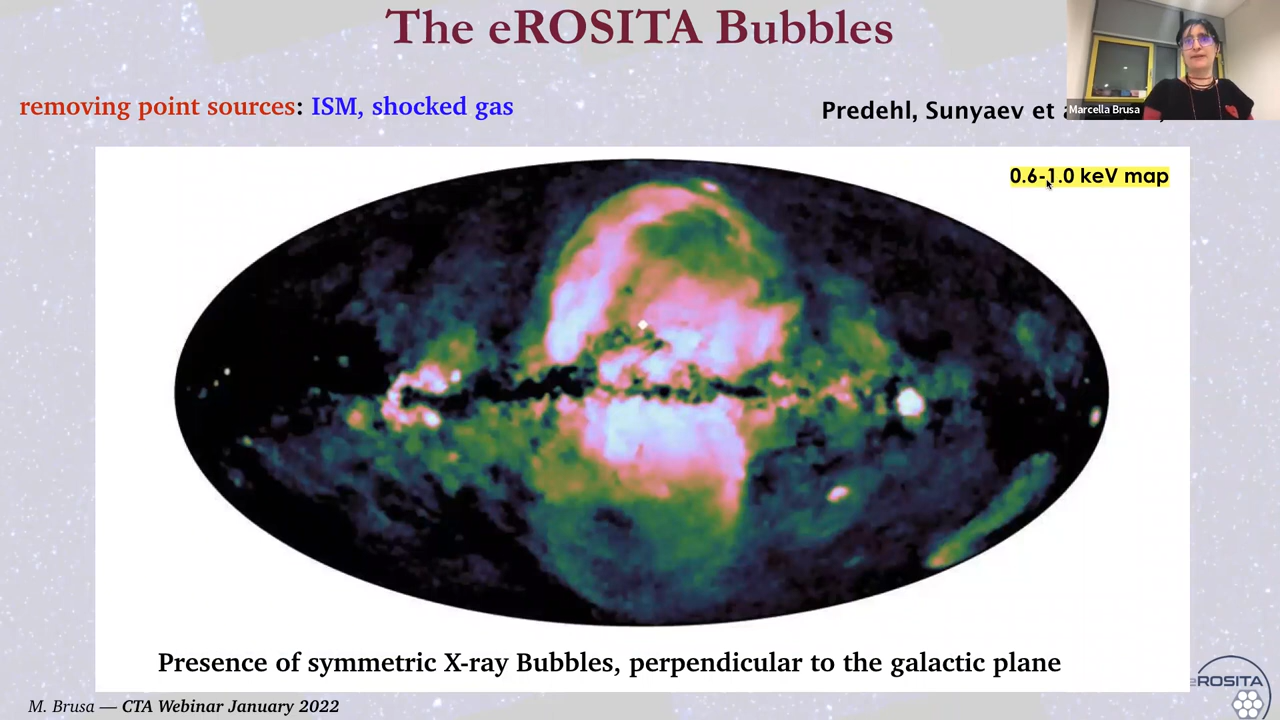 The eROSITA Bubbles
removing point sources: ISM, shocked gas
Predehl, Sunyaev et
Marcella Brusa
0.6-1.0 keV map
Presence of symmetric X-ray Bubbles, perpendicular to the galactic plane
M. Brusa — CTA Webinar January 2022
eROSITA